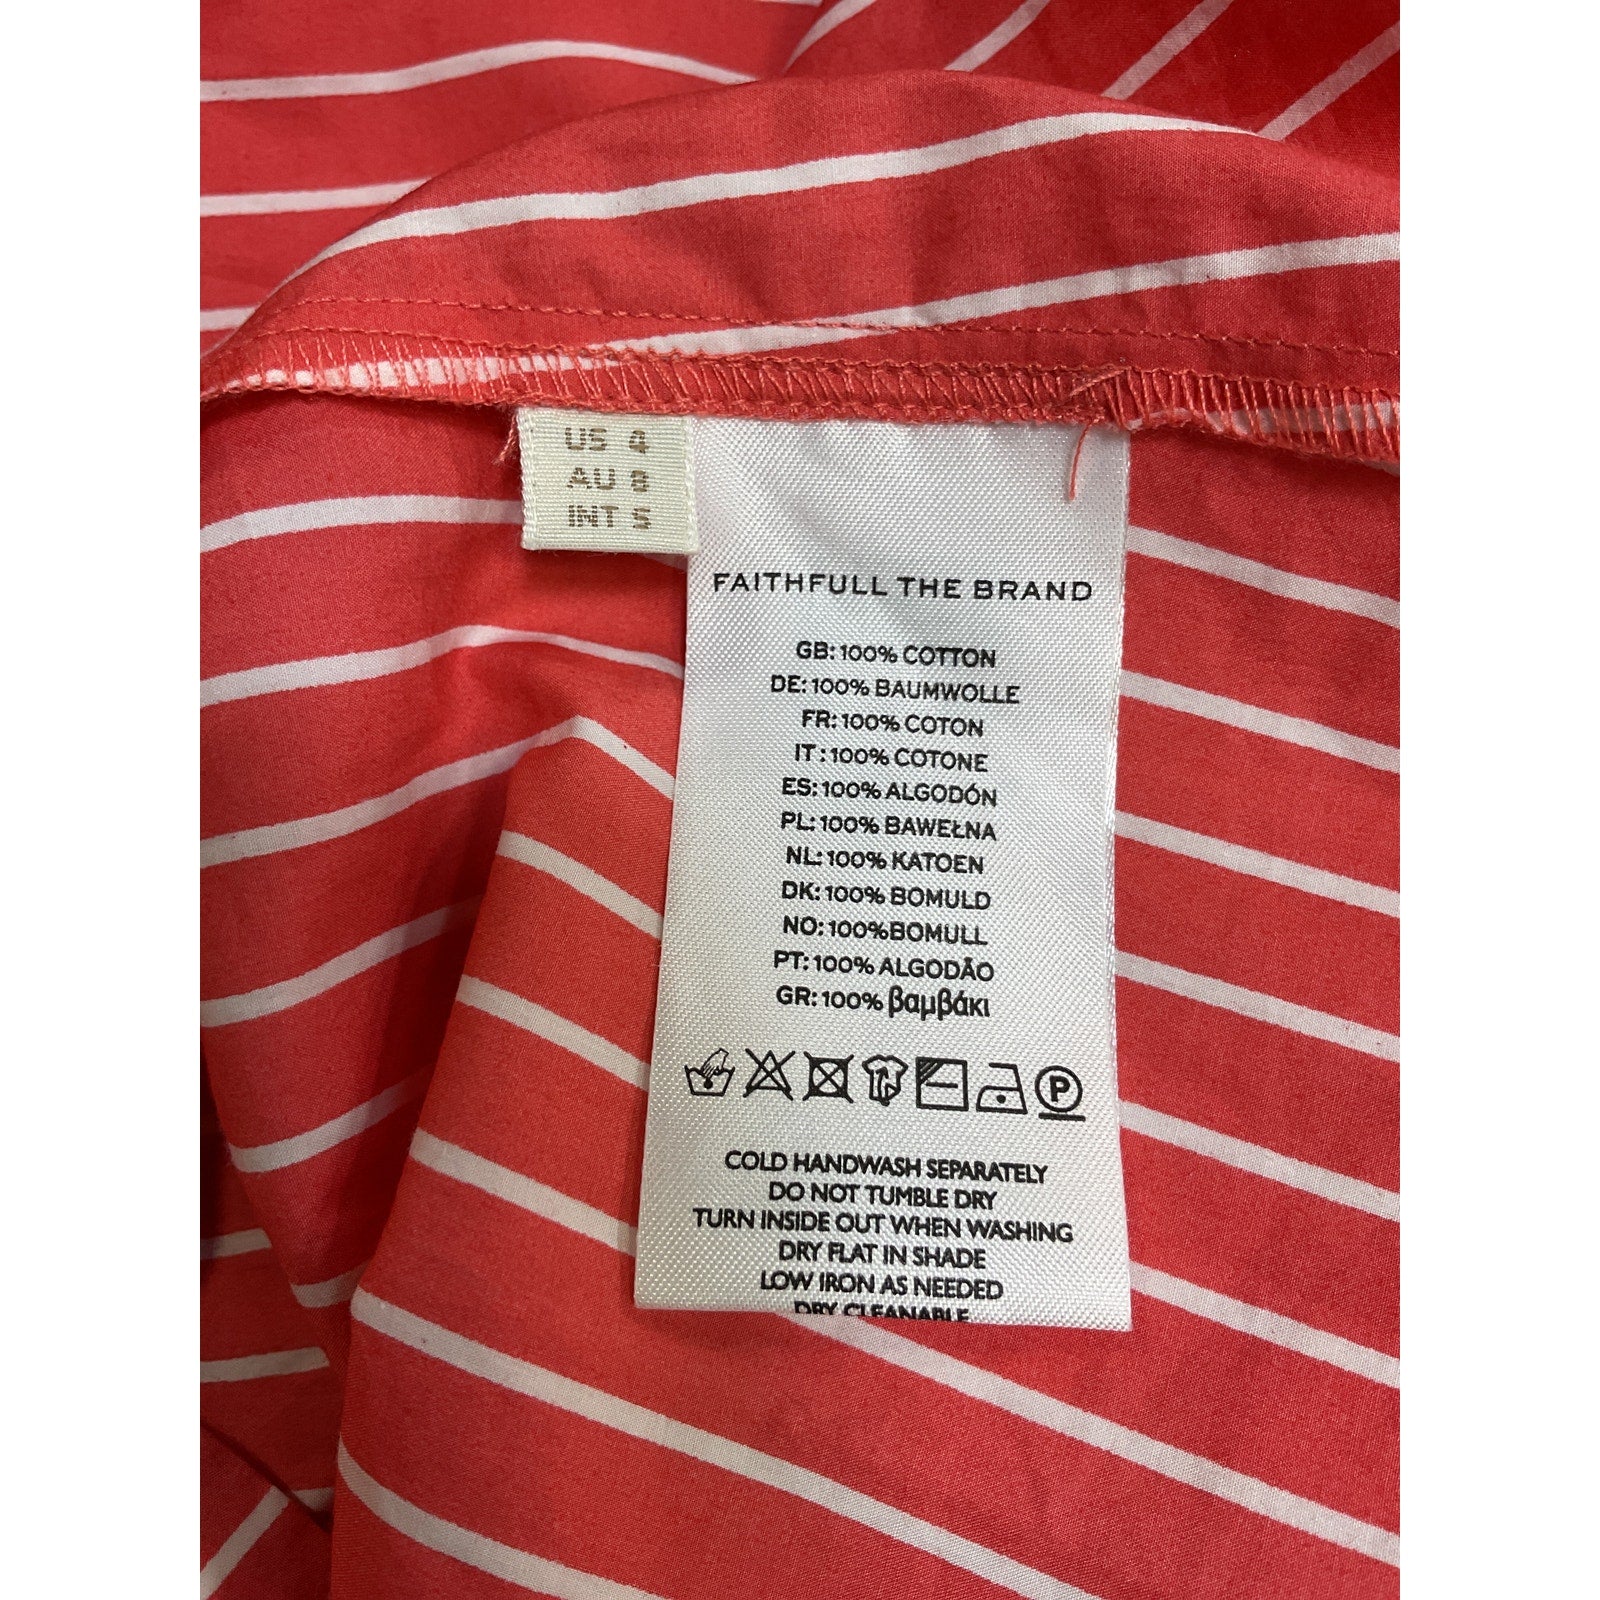 US 4
AU 8
INT S
FAITHFULL THE BRAND
GB: 100% COTTON
DE: 100% BAUMWOLLE
FR: 100% COTON
IT : 100% COTONE
ES: 100% ALGODÓN
PL: 100% BAWEŁNA
NL: 100% KATOEN
DK: 100% BOMULD
NO: 100%BOMULL
PT: 100% ALGODÃO
GR: 100% βαμβάκι
P
COLD HANDWASH SEPARATELY
DO NOT TUMBLE DRY
TURN INSIDE OUT WHEN WASHING
DRY FLAT IN SHADE
LOW IRON AS NEEDED
DRY CLEANABLE